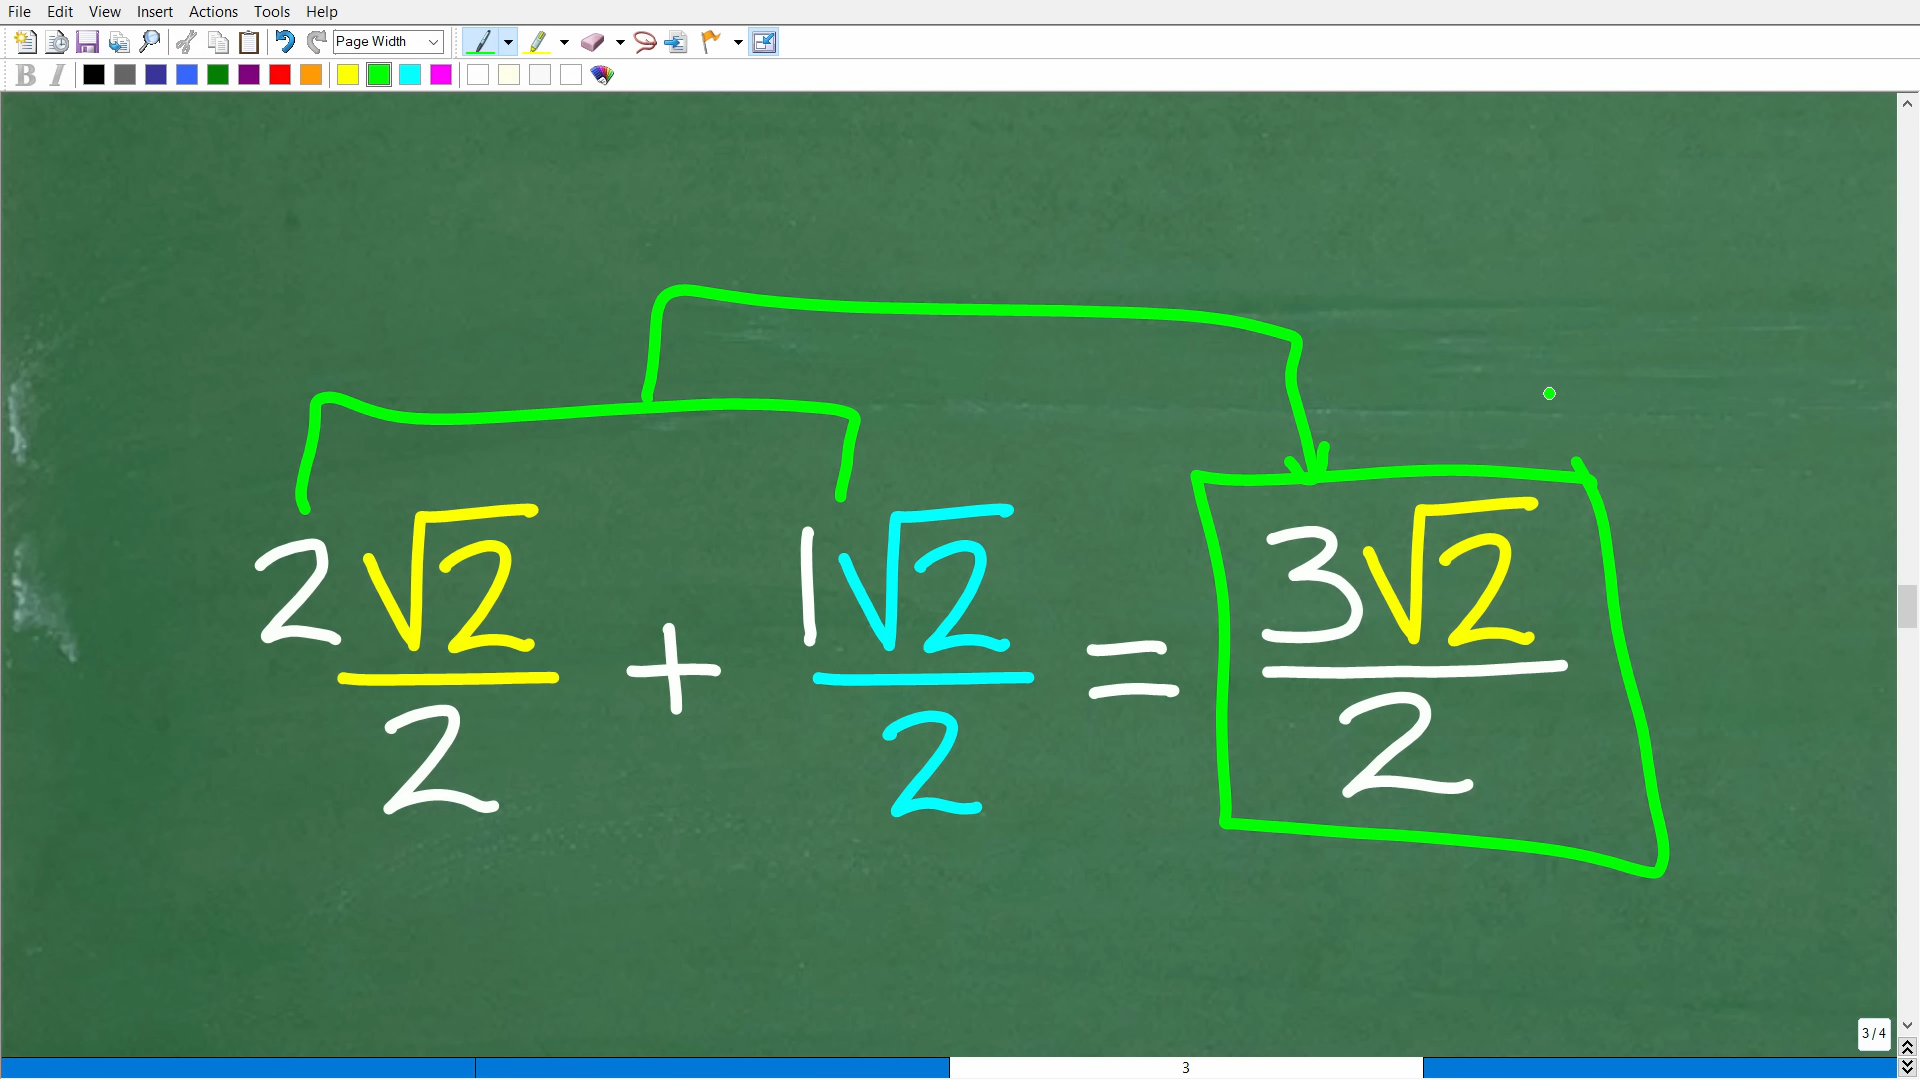 File Edit View Insert Actions Tools Help
Page Width
B I
2√2/2 + 1√2/2 = 3√2/2
3 / 4
3